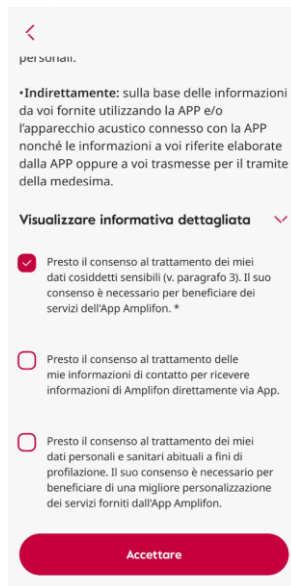 personali.
•Indirettamente: sulla base delle informazioni
da voi fornite utilizzando la APP e/o
l'apparecchio acustico connesso con la APP
nonché le informazioni a voi riferite elaborate
dalla APP oppure a voi trasmesse per il tramite
della medesima.
Visualizzare informativa dettagliata
Presto il consenso al trattamento dei miei
dati cosiddetti sensibili (v. paragrafo 3). Il suo
consenso è necessario per beneficiare dei
servizi dell'App Amplifon. *
Presto il consenso al trattamento delle
mie informazioni di contatto per ricevere
informazioni di Amplifon direttamente via App.
Presto il consenso al trattamento dei miei
dati personali e sanitari abituali a fini di
profilazione. Il suo consenso è necessario per
beneficiare di una migliore personalizzazione
dei servizi forniti dall'App Amplifon.
Accettare